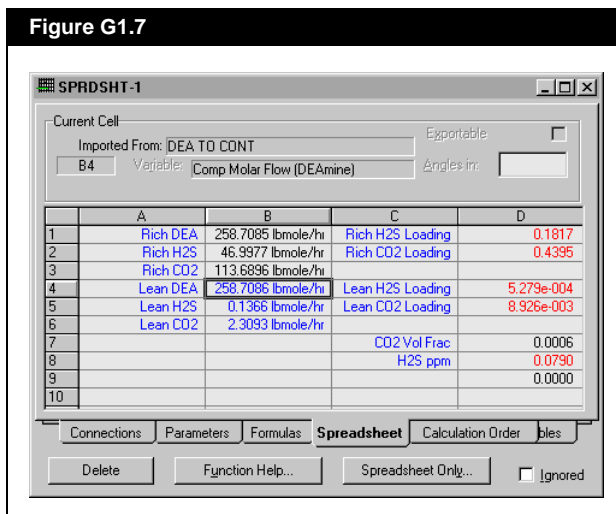 Figure G1.7
SPRDSHT-1
Current Cell
Imported From: DEA TO CONT Exportable
B4 Variable: Comp Molar Flow (DEAmine) Angles in:
A B C D
1 Rich DEA 258.7085 lbmole/hr Rich H2S Loading 0.1817
2 Rich H2S 46.9977 lbmole/hr Rich CO2 Loading 0.4395
3 Rich CO2 113.6896 lbmole/hr
4 Lean DEA 258.7086 lbmole/hr Lean H2S Loading 5.279e-004
5 Lean H2S 0.1366 lbmole/hr Lean CO2 Loading 8.926e-003
6 Lean CO2 2.3093 lbmole/hr
7 CO2 Vol Frac 0.0006
8 H2S ppm 0.0790
9 0.0000
10
Connections Parameters Formulas Spreadsheet Calculation Order bles
Delete Function Help... Spreadsheet Only... Ignored